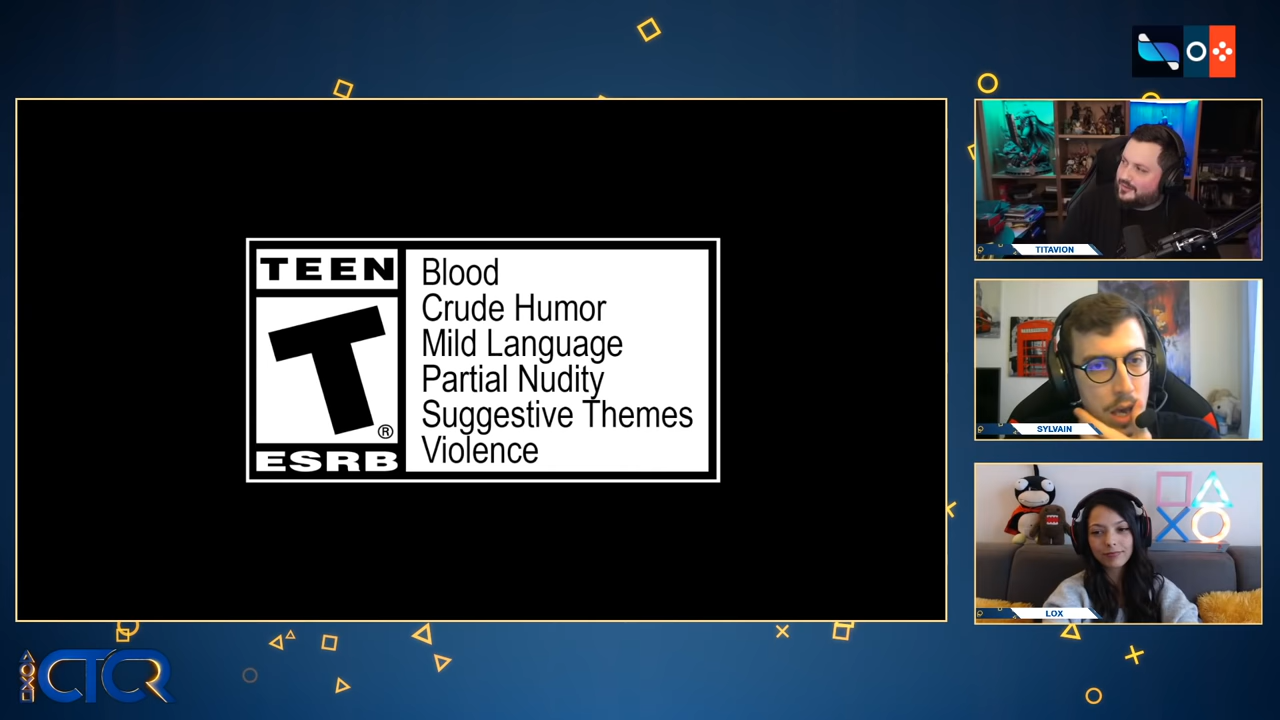 TEEN
T
®
ESRB
Blood
Crude Humor
Mild Language
Partial Nudity
Suggestive Themes
Violence
TITAVION
SYLVAIN
LOX
CTCR